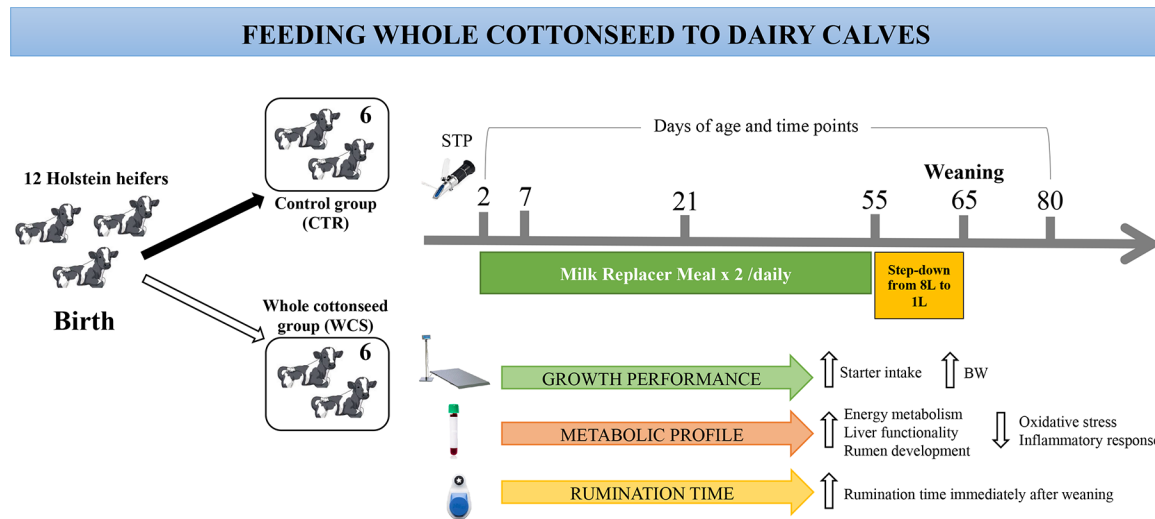 FEEDING WHOLE COTTONSEED TO DAIRY CALVES
12 Holstein heifers
Birth
6
Control group
(CTR)
Whole cottonseed
group (WCS)
6
STP
Days of age and time points
Weaning
2 7 21 55 65 80
Milk Replacer Meal x 2 /daily
Step-down
from 8L to
1L
GROWTH PERFORMANCE
Starter intake
BW
METABOLIC PROFILE
Energy metabolism
Liver functionality
Rumen development
Oxidative stress
Inflammatory response
RUMINATION TIME
Rumination time immediately after weaning